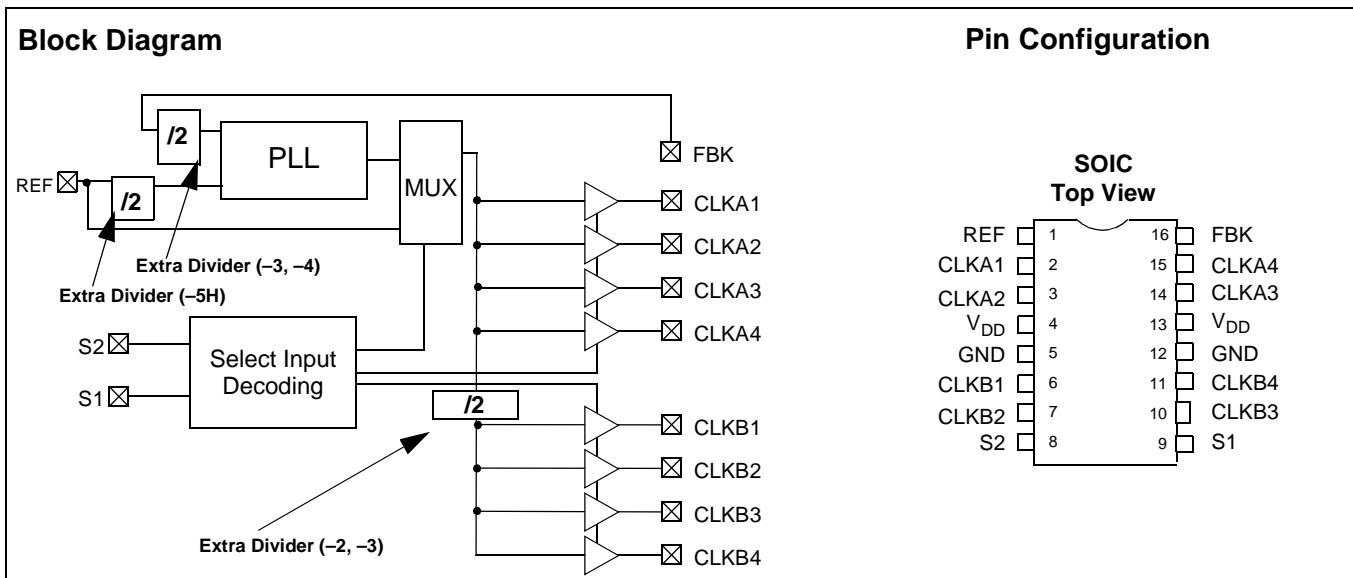 Block Diagram
/2
PLL
MUX
FBK
REF
/2
CLKA1
CLKA2
CLKA3
CLKA4
Extra Divider (–3, –4)
Extra Divider (–5H)
S2
S1
Select Input
Decoding
/2
CLKB1
CLKB2
CLKB3
CLKB4
Extra Divider (–2, –3)
Pin Configuration
SOIC
Top View
REF 1 16 FBK
CLKA1 2 15 CLKA4
CLKA2 3 14 CLKA3
VDD 4 13 VDD
GND 5 12 GND
CLKB1 6 11 CLKB4
CLKB2 7 10 CLKB3
S2 8 9 S1